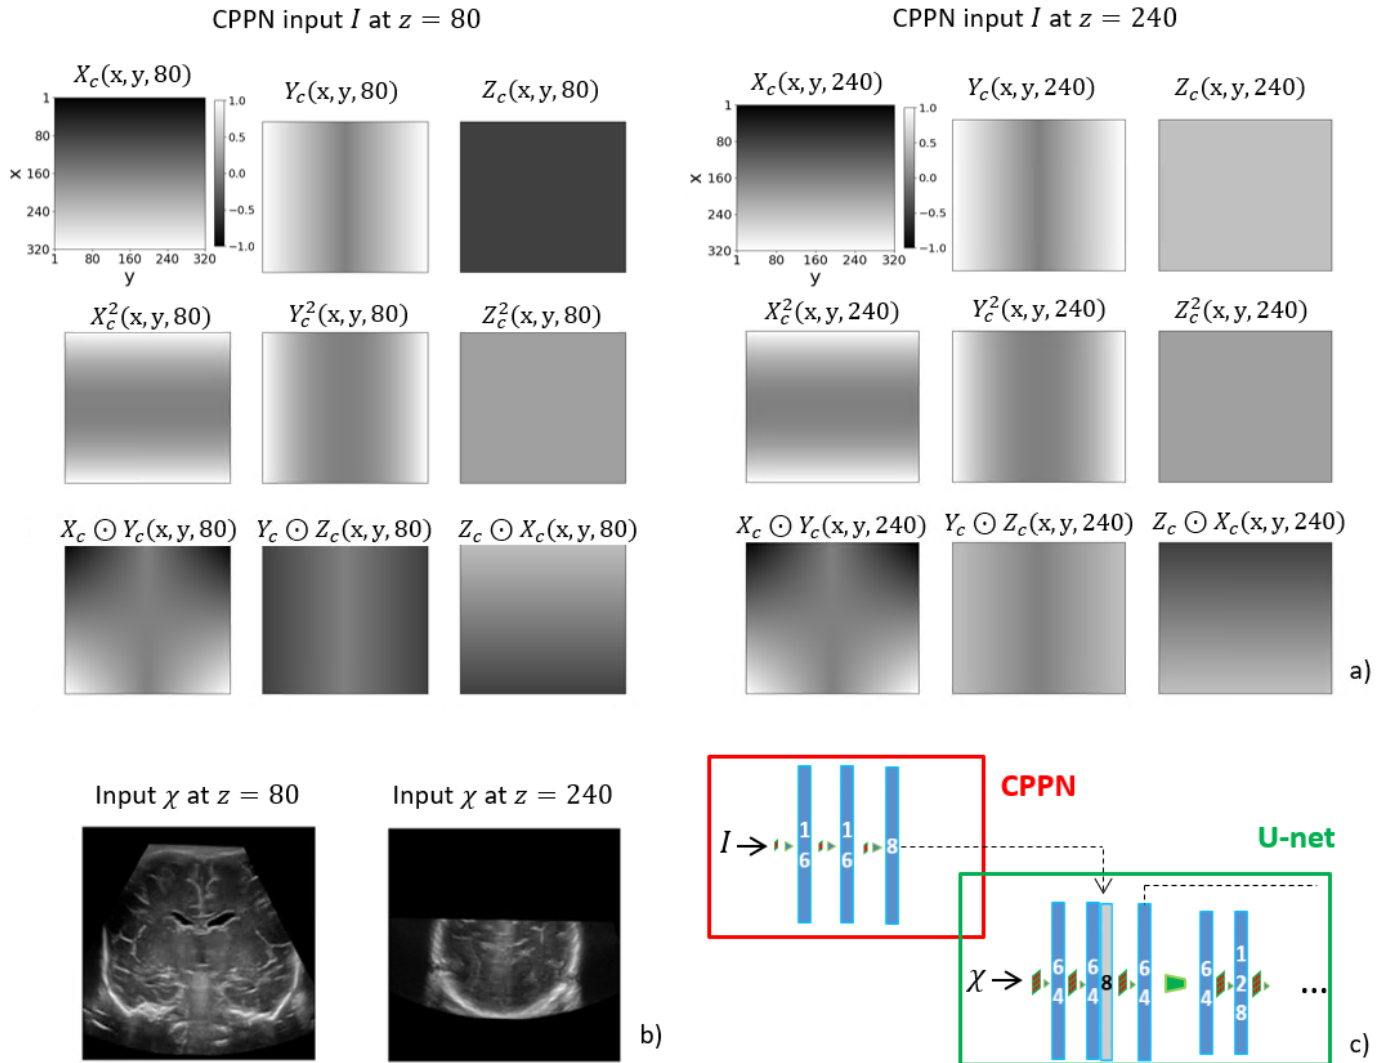 CPPN input I at z = 80
CPPN input I at z = 240
X_c(x, y, 80)
Y_c(x, y, 80)
Z_c(x, y, 80)
1
80
160
240
320
x
1 80 160 240 320
y
1.0
0.5
0.0
−0.5
−1.0
X_c^2(x, y, 80)
Y_c^2(x, y, 80)
Z_c^2(x, y, 80)
X_c ⊙ Y_c(x, y, 80)
Y_c ⊙ Z_c(x, y, 80)
Z_c ⊙ X_c(x, y, 80)
X_c(x, y, 240)
Y_c(x, y, 240)
Z_c(x, y, 240)
1
80
160
240
320
x
1 80 160 240 320
y
1.0
0.5
0.0
−0.5
−1.0
X_c^2(x, y, 240)
Y_c^2(x, y, 240)
Z_c^2(x, y, 240)
X_c ⊙ Y_c(x, y, 240)
Y_c ⊙ Z_c(x, y, 240)
Z_c ⊙ X_c(x, y, 240)
a)
Input χ at z = 80
Input χ at z = 240
b)
CPPN
I
16
16
8
U-net
χ
64
64
8
64
64
128
...
c)